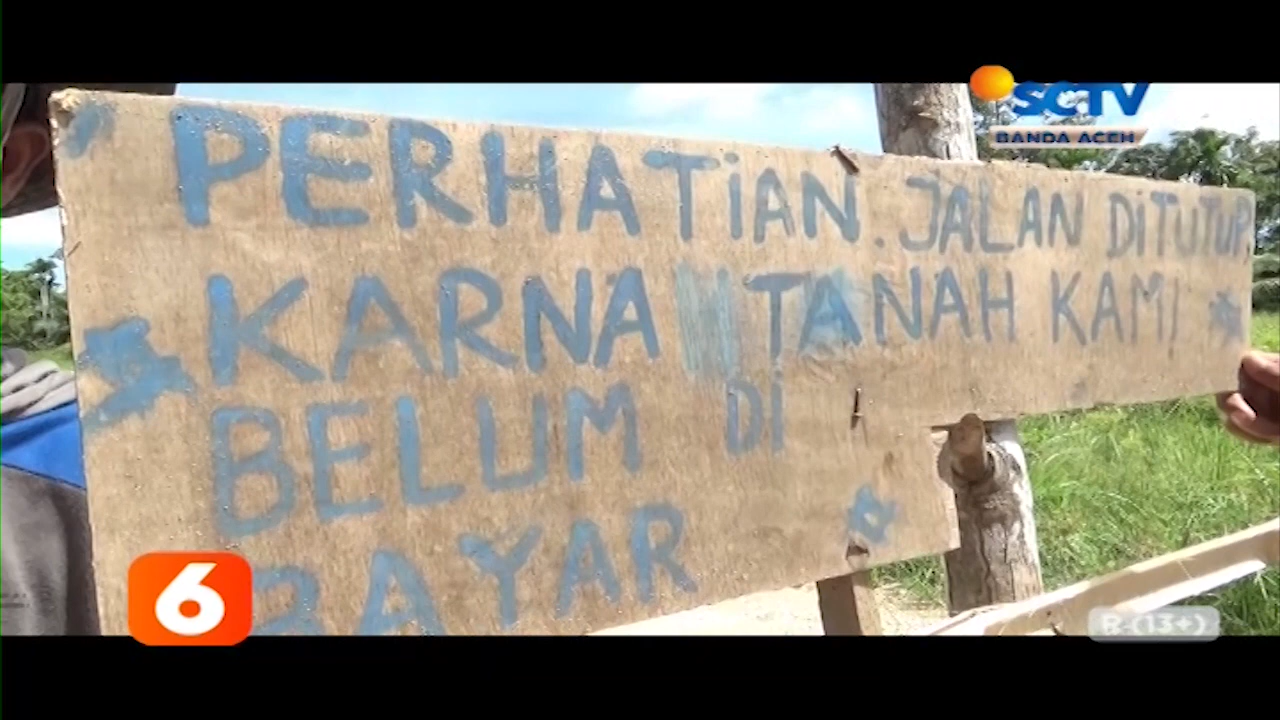 SCTV
BANDA ACEH
PERHATiAN. JALAN DiTUTUP.
KARNA TANAH KAMI
BELUM Di
BAYAR
6
R-(13+)